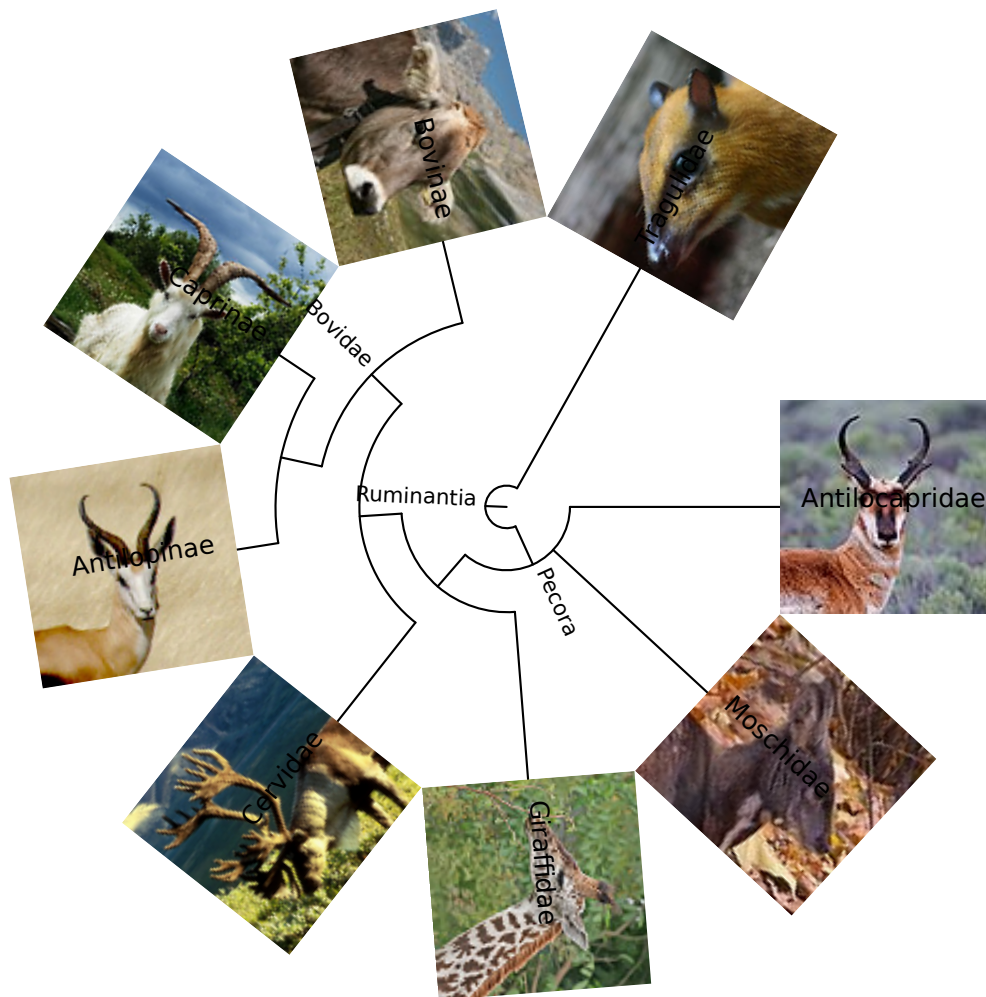 Bovinae
Tragulidae
Caprinae
Bovidae
Ruminantia
Antilocapridae
Antilopinae
Pecora
Moschidae
Cervidae
Giraffidae